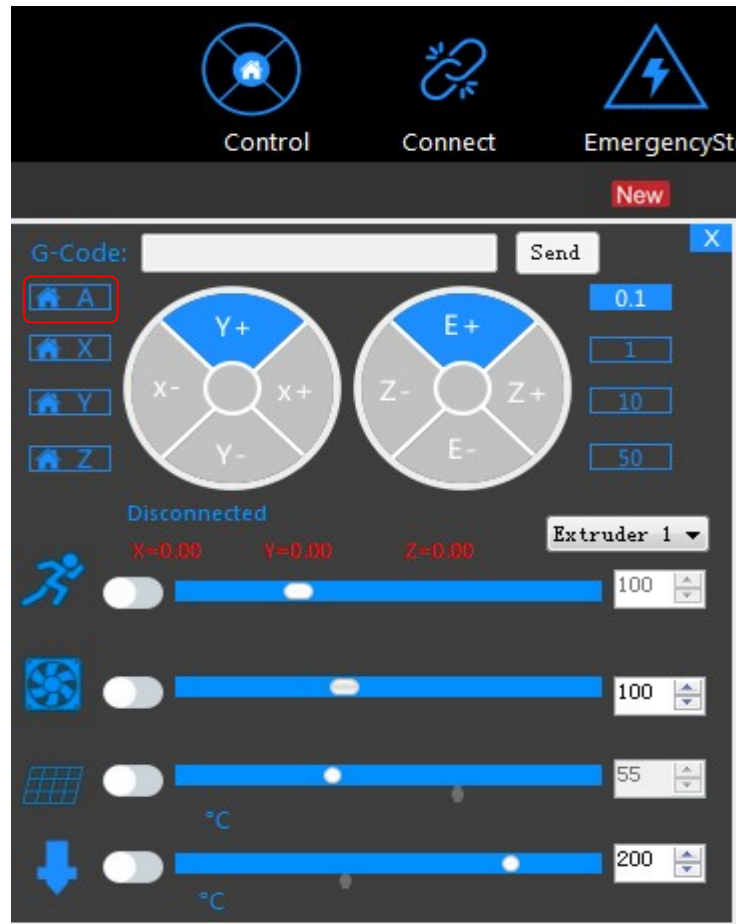 Control Connect EmergencySt
New
X
G-Code: Send
A
X
Y
Z
Y+
x- x+
Y-
E+
Z- Z+
E-
0.1
1
10
50
Disconnected
Extruder 1
X=0.00 Y=0.00 Z=0.00
100
100
55
°C
200
°C